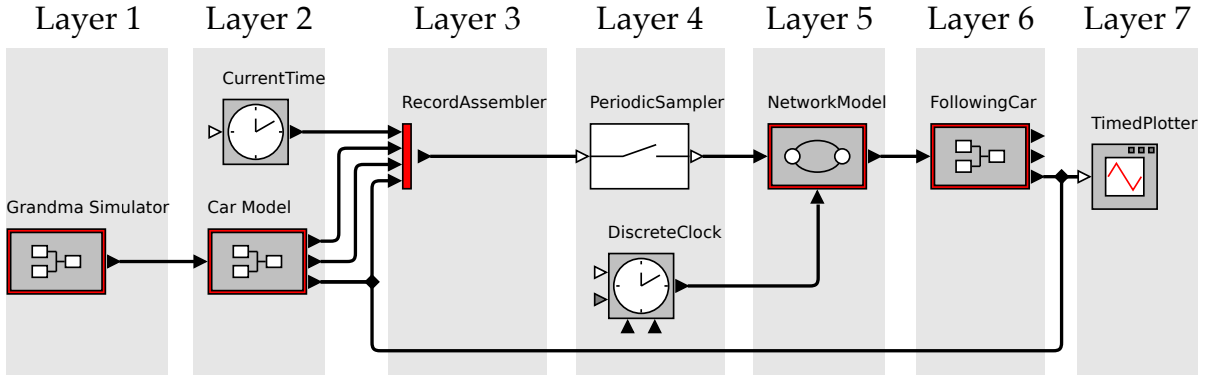 Layer 1
Layer 2
Layer 3
Layer 4
Layer 5
Layer 6
Layer 7
CurrentTime
RecordAssembler
PeriodicSampler
NetworkModel
FollowingCar
TimedPlotter
Grandma Simulator
Car Model
DiscreteClock